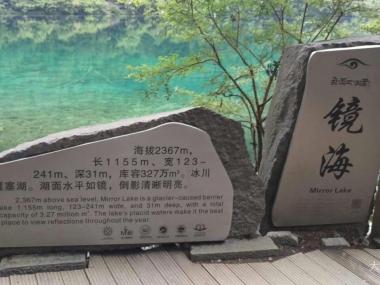 海拔2367m,
长1155m、宽123-
241m, 深31m, 库容327万m³。冰川
堰塞湖。湖面水平如镜, 倒影清晰明亮。
2,367m above sea level, Mirror Lake is a glacier-caused barrier
lake 1,155m long, 123-241m wide, and 31m deep, with a total
capacity of 3.27 million m³. The lake's placid waters make it the best
place to view reflections throughout the year.
镜
海
Mirror Lake